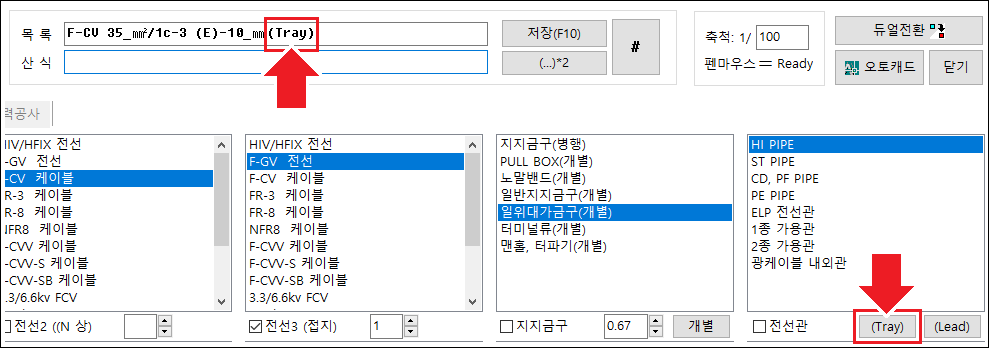 목 록 F-CV 35_㎟/1c-3 (E)-10_㎜(Tray) 저장(F10) # 축척: 1/ 100 듀얼전환
산 식 (...)*2 펜마우스 = Ready 오토캐드 닫기
력공사
HIV/HFIX 전선
-GV 전선
-CV 케이블
FR-3 케이블
FR-8 케이블
NFR8 케이블
-CVV 케이블
-CVV-S 케이블
-CVV-SB 케이블
3.3/6.6kv FCV
전선2 ((N 상)
HIV/HFIX 전선
F-GV 전선
F-CV 케이블
FR-3 케이블
FR-8 케이블
NFR8 케이블
F-CVV 케이블
F-CVV-S 케이블
F-CVV-SB 케이블
3.3/6.6kv FCV
전선3 (접지) 1
지지금구(병행)
PULL BOX(개별)
노말밴드(개별)
일반지지금구(개별)
일위대가금구(개별)
터미널류(개별)
맨홀, 터파기(개별)
지지금구 0.67 개별
HI PIPE
ST PIPE
CD, PF PIPE
PE PIPE
ELP 전선관
1종 가용관
2종 가용관
광케이블 내외관
전선관 (Tray) (Lead)